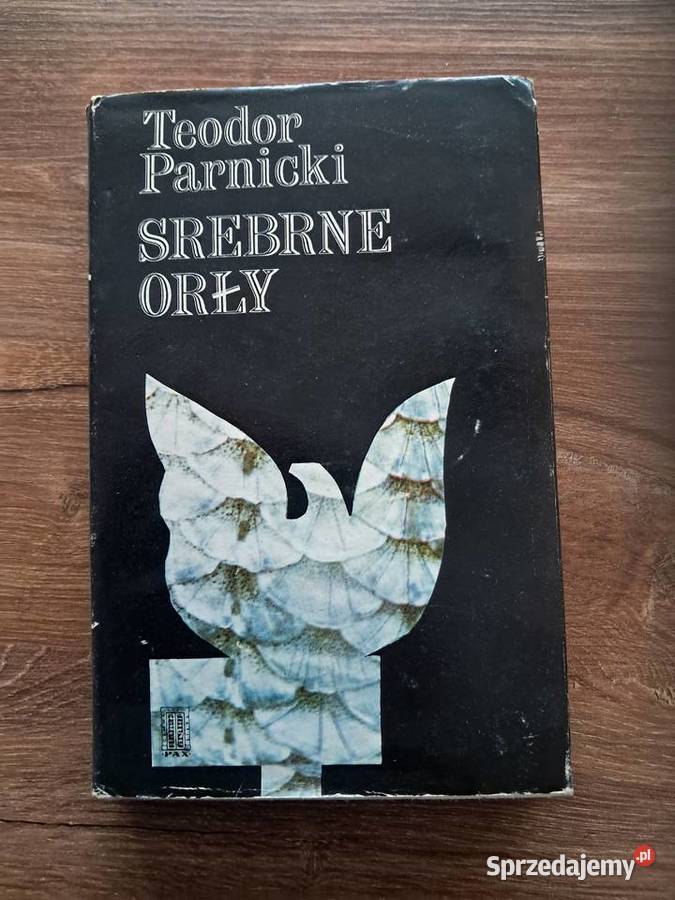 Teodor
Parnicki
SREBRNE
ORŁY
PAX
Sprzedajemy.pl